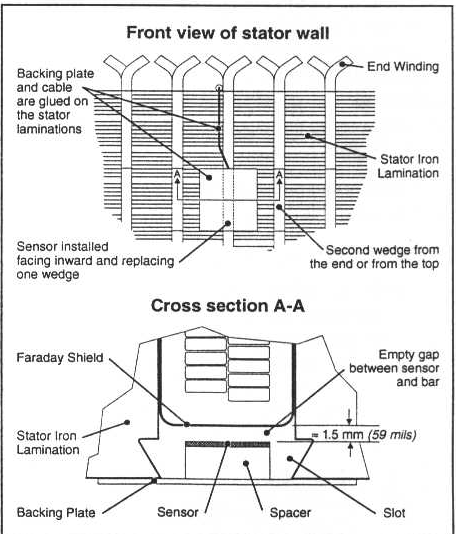 Front view of stator wall
Backing plate
and cable
are glued on
the stator
laminations
End Winding
Stator Iron
Lamination
A
A
Sensor installed
facing inward and replacing
one wedge
Second wedge from
the end or from the top
Cross section A-A
Faraday Shield
Empty gap
between sensor
and bar
Stator Iron
Lamination
≈ 1.5 mm (59 mils)
Backing Plate
Sensor
Spacer
Slot